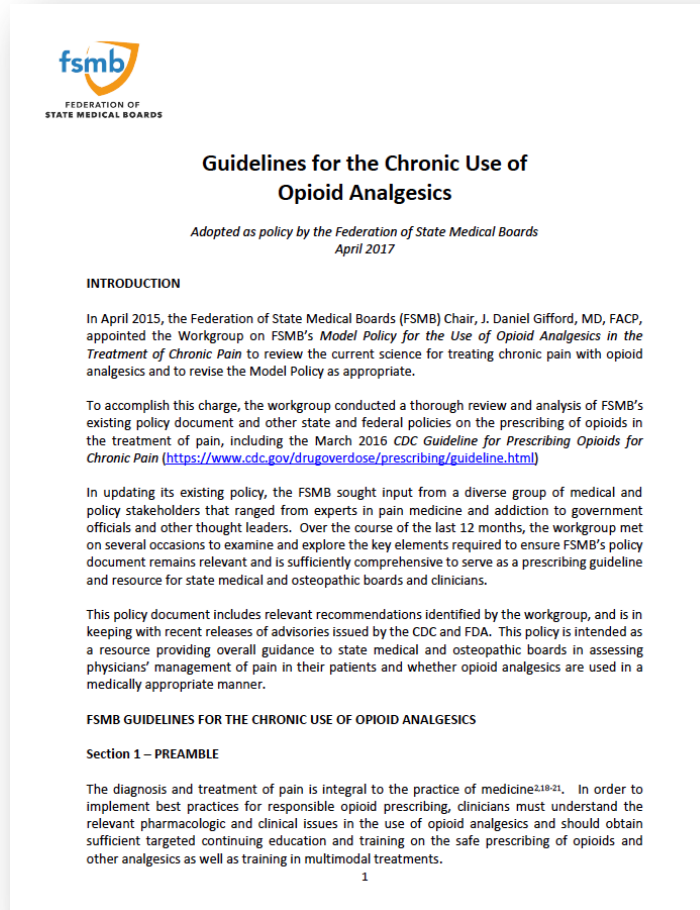 fsmb
FEDERATION OF
STATE MEDICAL BOARDS
Guidelines for the Chronic Use of
Opioid Analgesics
Adopted as policy by the Federation of State Medical Boards
April 2017
INTRODUCTION
In April 2015, the Federation of State Medical Boards (FSMB) Chair, J. Daniel Gifford, MD, FACP,
appointed the Workgroup on FSMB's Model Policy for the Use of Opioid Analgesics in the
Treatment of Chronic Pain to review the current science for treating chronic pain with opioid
analgesics and to revise the Model Policy as appropriate.
To accomplish this charge, the workgroup conducted a thorough review and analysis of FSMB's
existing policy document and other state and federal policies on the prescribing of opioids in
the treatment of pain, including the March 2016 CDC Guideline for Prescribing Opioids for
Chronic Pain (https://www.cdc.gov/drugoverdose/prescribing/guideline.html)
In updating its existing policy, the FSMB sought input from a diverse group of medical and
policy stakeholders that ranged from experts in pain medicine and addiction to government
officials and other thought leaders. Over the course of the last 12 months, the workgroup met
on several occasions to examine and explore the key elements required to ensure FSMB's policy
document remains relevant and is sufficiently comprehensive to serve as a prescribing guideline
and resource for state medical and osteopathic boards and clinicians.
This policy document includes relevant recommendations identified by the workgroup, and is in
keeping with recent releases of advisories issued by the CDC and FDA. This policy is intended as
a resource providing overall guidance to state medical and osteopathic boards in assessing
physicians' management of pain in their patients and whether opioid analgesics are used in a
medically appropriate manner.
FSMB GUIDELINES FOR THE CHRONIC USE OF OPIOID ANALGESICS
Section 1 – PREAMBLE
The diagnosis and treatment of pain is integral to the practice of medicine2,18-21. In order to
implement best practices for responsible opioid prescribing, clinicians must understand the
relevant pharmacologic and clinical issues in the use of opioid analgesics and should obtain
sufficient targeted continuing education and training on the safe prescribing of opioids and
other analgesics as well as training in multimodal treatments.
1